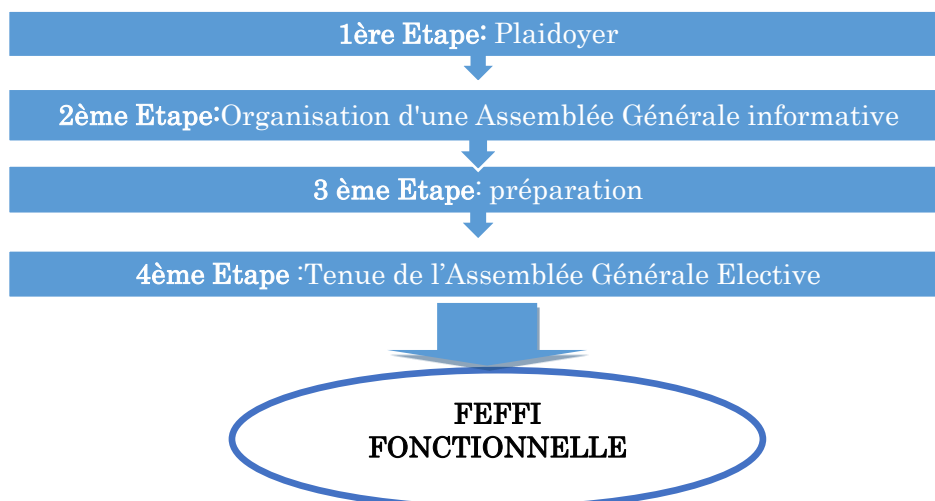 1ère Etape: Plaidoyer
2ème Etape:Organisation d'une Assemblée Générale informative
3 ème Etape: préparation
4ème Etape :Tenue de l’Assemblée Générale Elective
FEFFI
FONCTIONNELLE